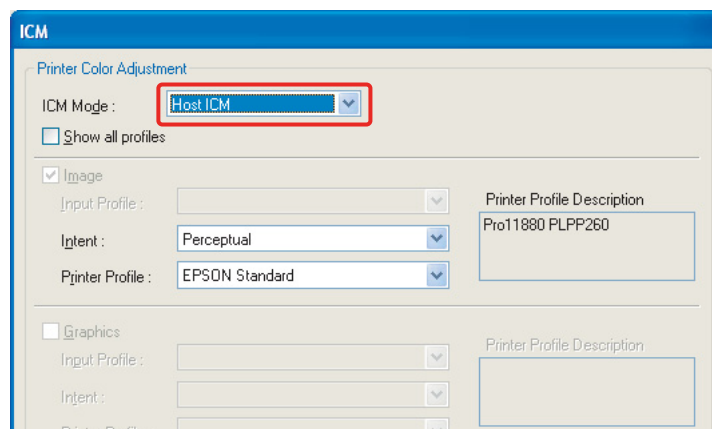 ICM
Printer Color Adjustment
ICM Mode : Host ICM
Show all profiles
Image
Input Profile :
Printer Profile Description
Pro11880 PLPP260
Intent : Perceptual
Printer Profile : EPSON Standard
Graphics
Input Profile :
Printer Profile Description
Intent :